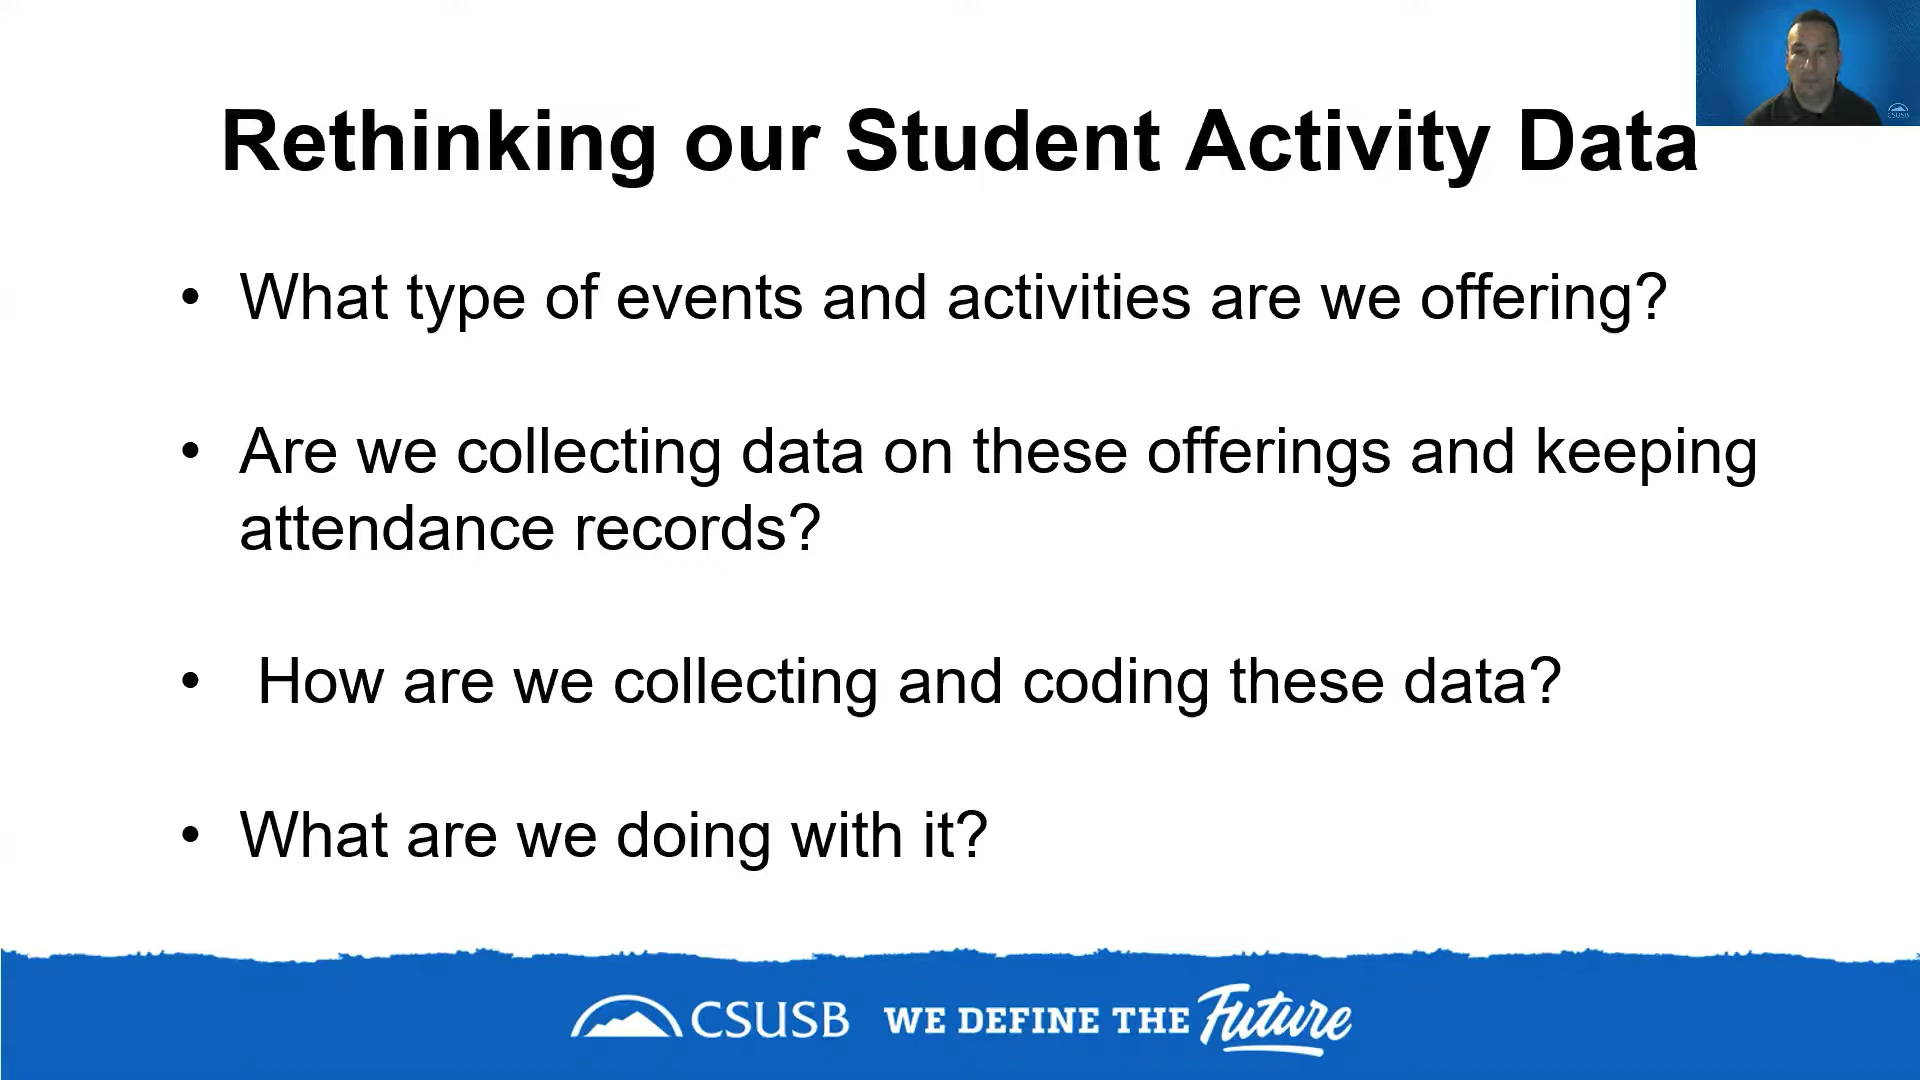 Rethinking our Student Activity Data
CSUSB
• What type of events and activities are we offering?
• Are we collecting data on these offerings and keeping
attendance records?
• How are we collecting and coding these data?
• What are we doing with it?
CSUSB WE DEFINE THE Future